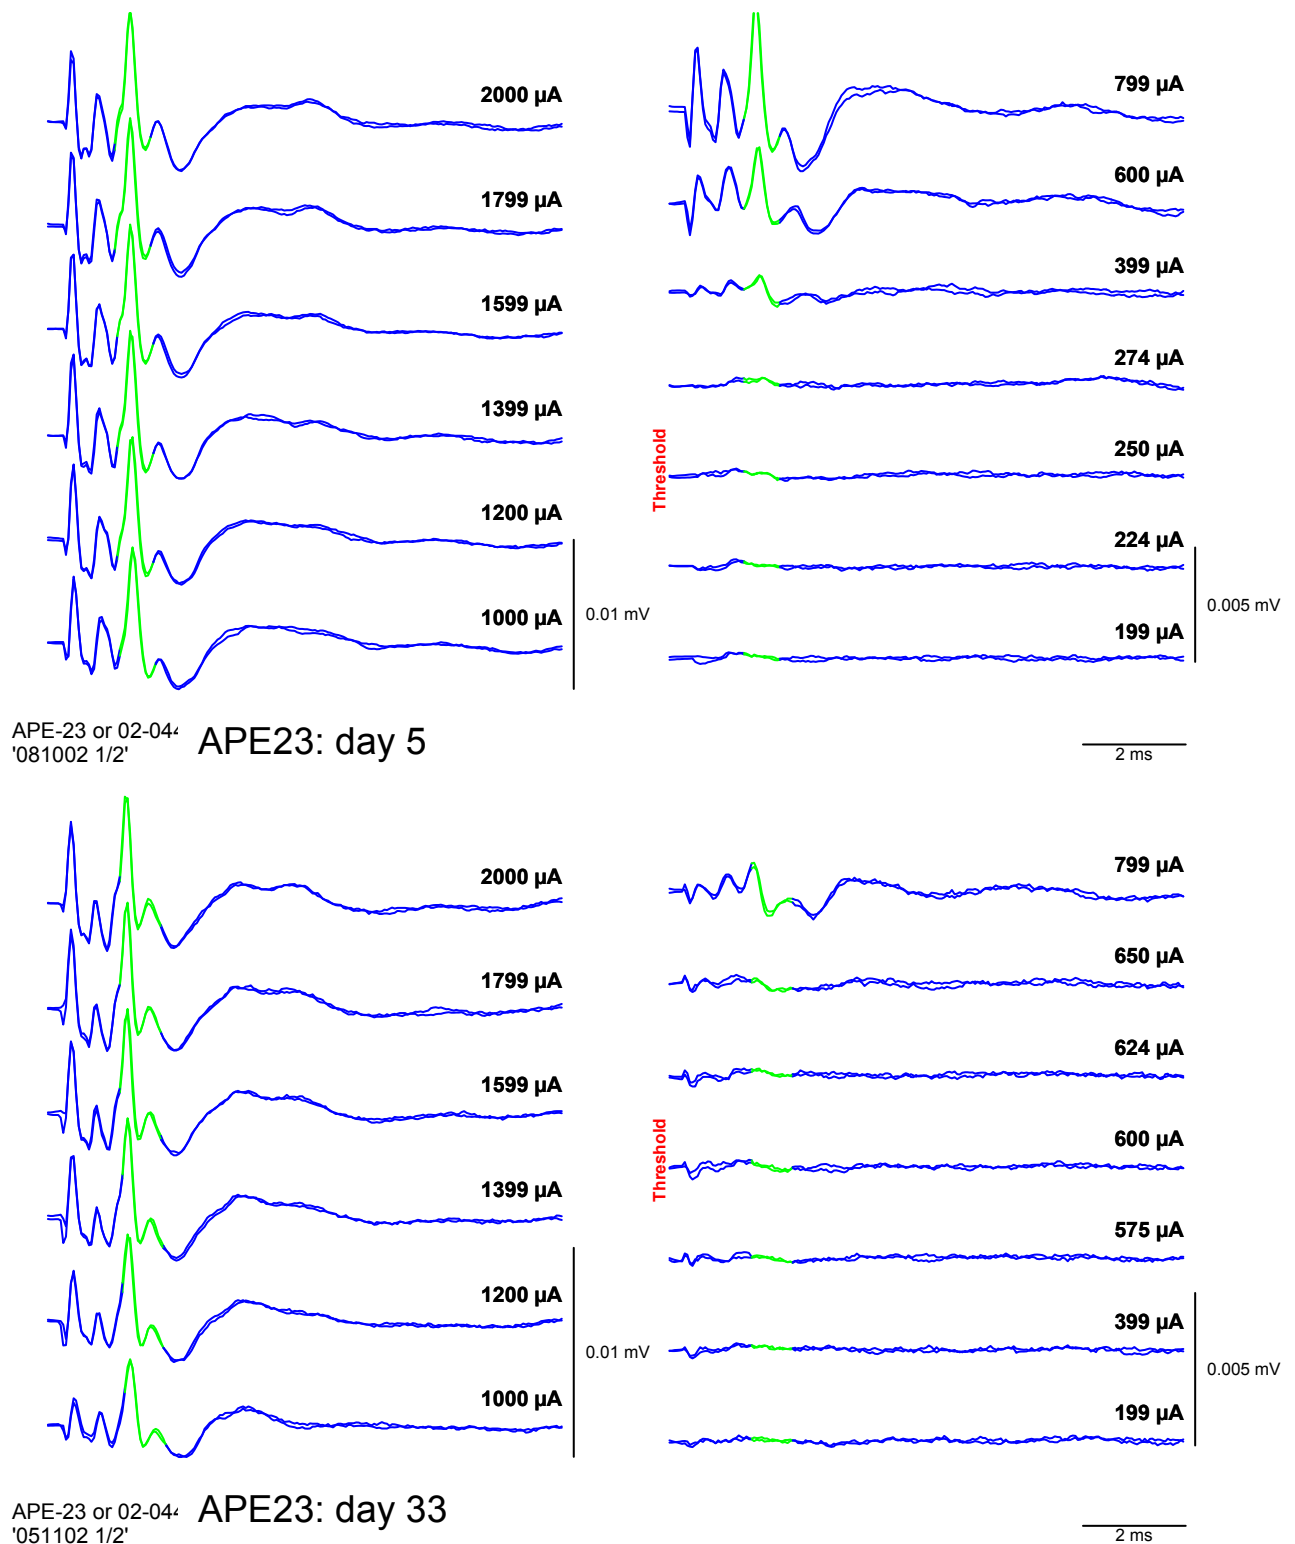 2000 µA
1799 µA
1599 µA
1399 µA
1200 µA
1000 µA
0.01 mV
799 µA
600 µA
399 µA
274 µA
250 µA
Threshold
224 µA
199 µA
0.005 mV
APE-23 or 02-044
'081002 1/2'
APE23: day 5
2 ms
2000 µA
1799 µA
1599 µA
1399 µA
1200 µA
1000 µA
0.01 mV
799 µA
650 µA
624 µA
600 µA
Threshold
575 µA
399 µA
199 µA
0.005 mV
APE-23 or 02-044
'051102 1/2'
APE23: day 33
2 ms